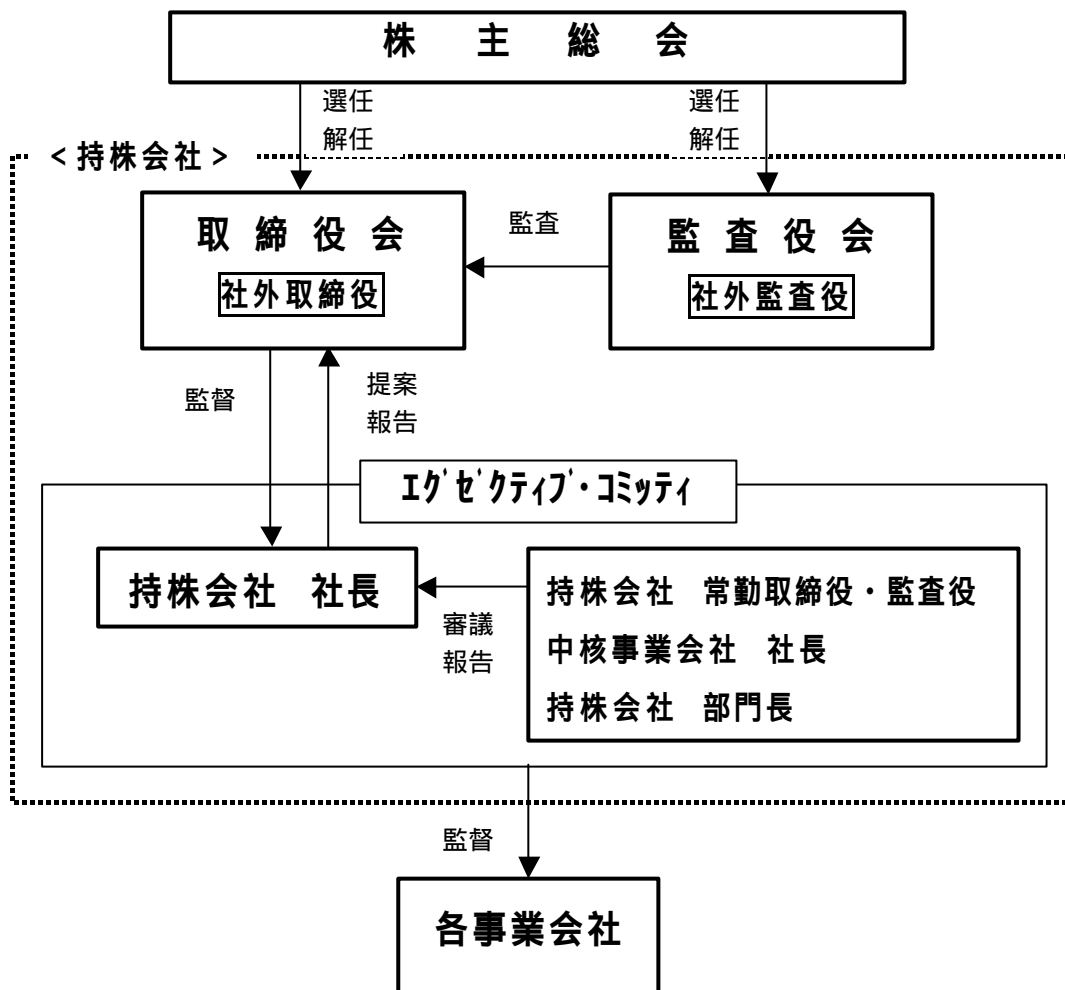 株 主 総 会
選任
解任
選任
解任
<持株会社>
取 締 役 会
社外取締役
監査
監 査 役 会
社外監査役
監督
提案
報告
ｴｸﾞｾﾞｸﾃｨﾌﾞ・ｺﾐｯﾃｨ
持株会社 社長
審議
報告
持株会社 常勤取締役・監査役
中核事業会社 社長
持株会社 部門長
監督
各事業会社